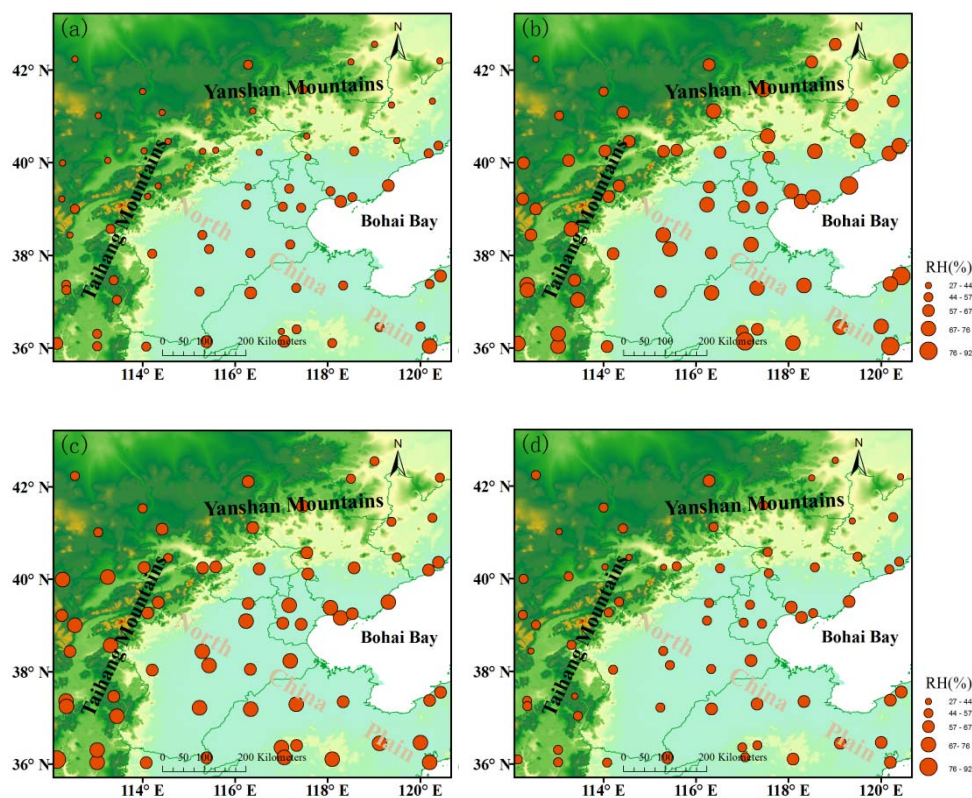 (a)
N
42° N
Yanshan Mountains
40° N
Taihang Mountains
North
Bohai Bay
38° N
China
Plain
36° N
0 50 100 200 Kilometers
114° E
116° E
118° E
120° E
(b)
N
42° N
Yanshan Mountains
40° N
Taihang Mountains
North
Bohai Bay
38° N
China
Plain
36° N
0 50 100 200 Kilometers
114° E
116° E
118° E
120° E
RH(%)
27 - 44
44 - 57
57 - 67
67- 76
76 - 92
(c)
N
42° N
Yanshan Mountains
40° N
Taihang Mountains
North
Bohai Bay
38° N
China
Plain
36° N
0 50 100 200 Kilometers
114° E
116° E
118° E
120° E
(d)
N
42° N
Yanshan Mountains
40° N
Taihang Mountains
North
Bohai Bay
38° N
China
Plain
36° N
0 50 100 200 Kilometers
114° E
116° E
118° E
120° E
RH(%)
27 - 44
44 - 57
57 - 67
67- 76
76 - 92